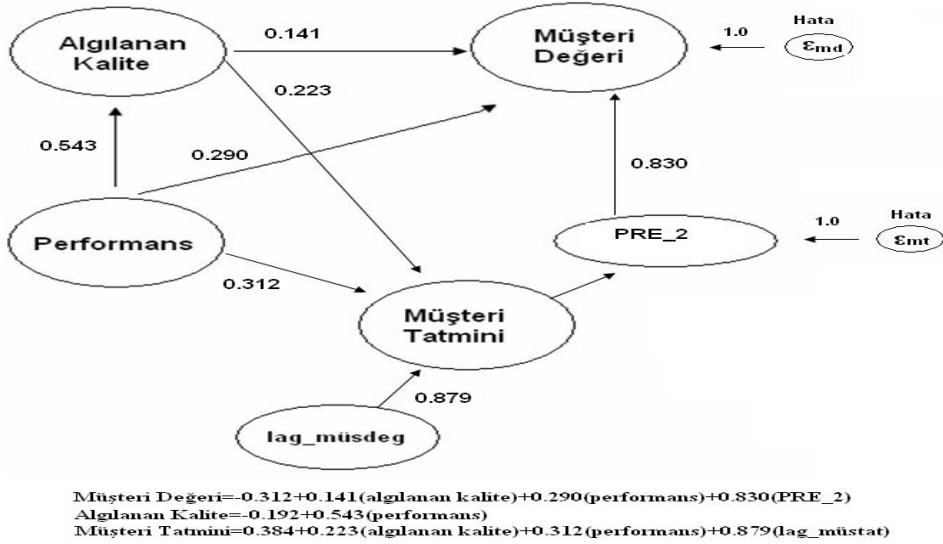 Algılanan
Kalite
0.141
Müşteri
Değeri
1.0
Hata
εmd
0.223
0.543
0.290
0.830
Performans
PRE_2
1.0
Hata
εmt
0.312
Müşteri
Tatmini
0.879
lag_müsdeg
Müşteri Değeri=-0.312+0.141(algılanan kalite)+0.290(performans)+0.830(PRE_2)
Algılanan Kalite=-0.192+0.543(performans)
Müşteri Tatmini=0.384+0.223(algılanan kalite)+0.312(performans)+0.879(lag_müstat)